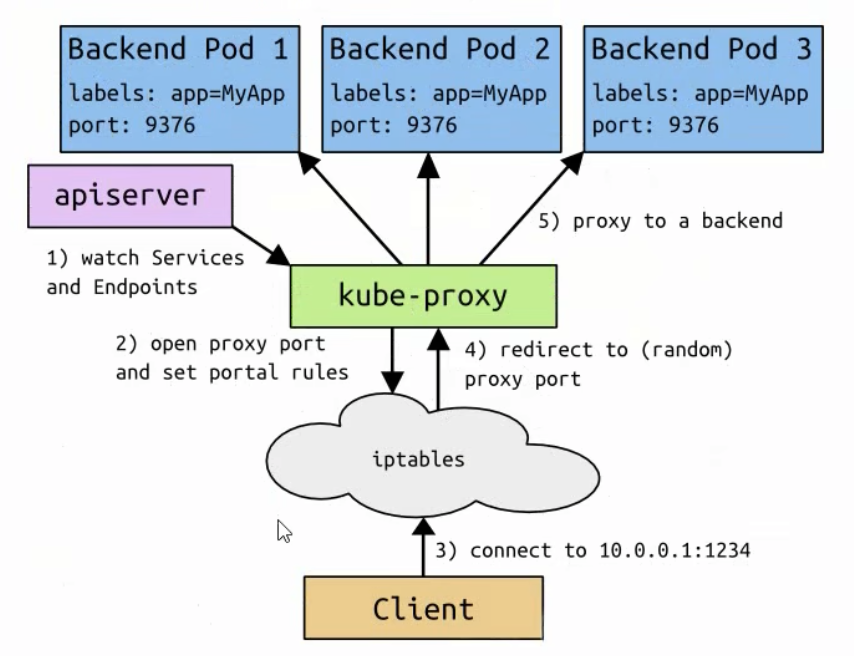 Backend Pod 1
labels: app=MyApp
port: 9376
Backend Pod 2
labels: app=MyApp
port: 9376
Backend Pod 3
labels: app=MyApp
port: 9376
apiserver
1) watch Services
and Endpoints
5) proxy to a backend
kube-proxy
2) open proxy port
and set portal rules
4) redirect to (random)
proxy port
iptables
3) connect to 10.0.0.1:1234
Client